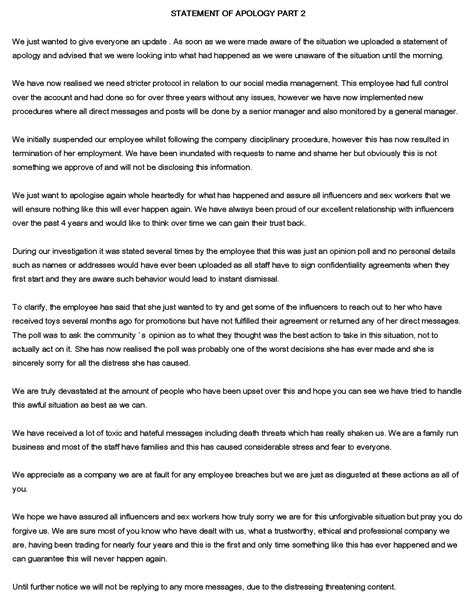 STATEMENT OF APOLOGY PART 2
We just wanted to give everyone an update . As soon as we were made aware of the situation we uploaded a statement of
apology and advised that we were looking into what had happened as we were unaware of the situation until the morning.
We have now realised we need stricter protocol in relation to our social media management. This employee had full control
over the account and had done so for over three years without any issues, however we have now implemented new
procedures where all direct messages and posts will be done by a senior manager and also monitored by a general manager.
We initially suspended our employee whilst following the company disciplinary procedure, however this has now resulted in
termination of her employment. We have been inundated with requests to name and shame her but obviously this is not
something we approve of and will not be disclosing this information.
We just want to apologise again whole heartedly for what has happened and assure all influencers and sex workers that we
will ensure nothing like this will ever happen again. We have always been proud of our excellent relationship with influencers
over the past 4 years and would like to think over time we can gain their trust back.
During our investigation it was stated several times by the employee that this was just an opinion poll and no personal details
such as names or addresses would have ever been uploaded as all staff have to sign confidentiality agreements when they
first start and they are aware such behavior would lead to instant dismissal.
To clarify, the employee has said that she just wanted to try and get some of the influencers to reach out to her who have
received toys several months ago for promotions but have not fulfilled their agreement or returned any of her direct messages.
The poll was to ask the community ' s opinion as to what they thought was the best action to take in this situation, not to
actually act on it. She has now realised the poll was probably one of the worst decisions she has ever made and she is
sincerely sorry for all the distress she has caused.
We are truly devastated at the amount of people who have been upset over this and hope you can see we have tried to handle
this awful situation as best as we can.
We have received a lot of toxic and hateful messages including death threats which has really shaken us. We are a family run
business and most of the staff have families and this has caused considerable stress and fear to everyone.
We appreciate as a company we are at fault for any employee breaches but we are just as disgusted at these actions as all of
you.
We hope we have assured all influencers and sex workers how truly sorry we are for this unforgivable situation but pray you do
forgive us. We are sure most of you know who have dealt with us, what a trustworthy, ethical and professional company we
are, having been trading for nearly four years and this is the first and only time something like this has ever happened and we
can guarantee this will never happen again.
Until further notice we will not be replying to any more messages, due to the distressing threatening content.